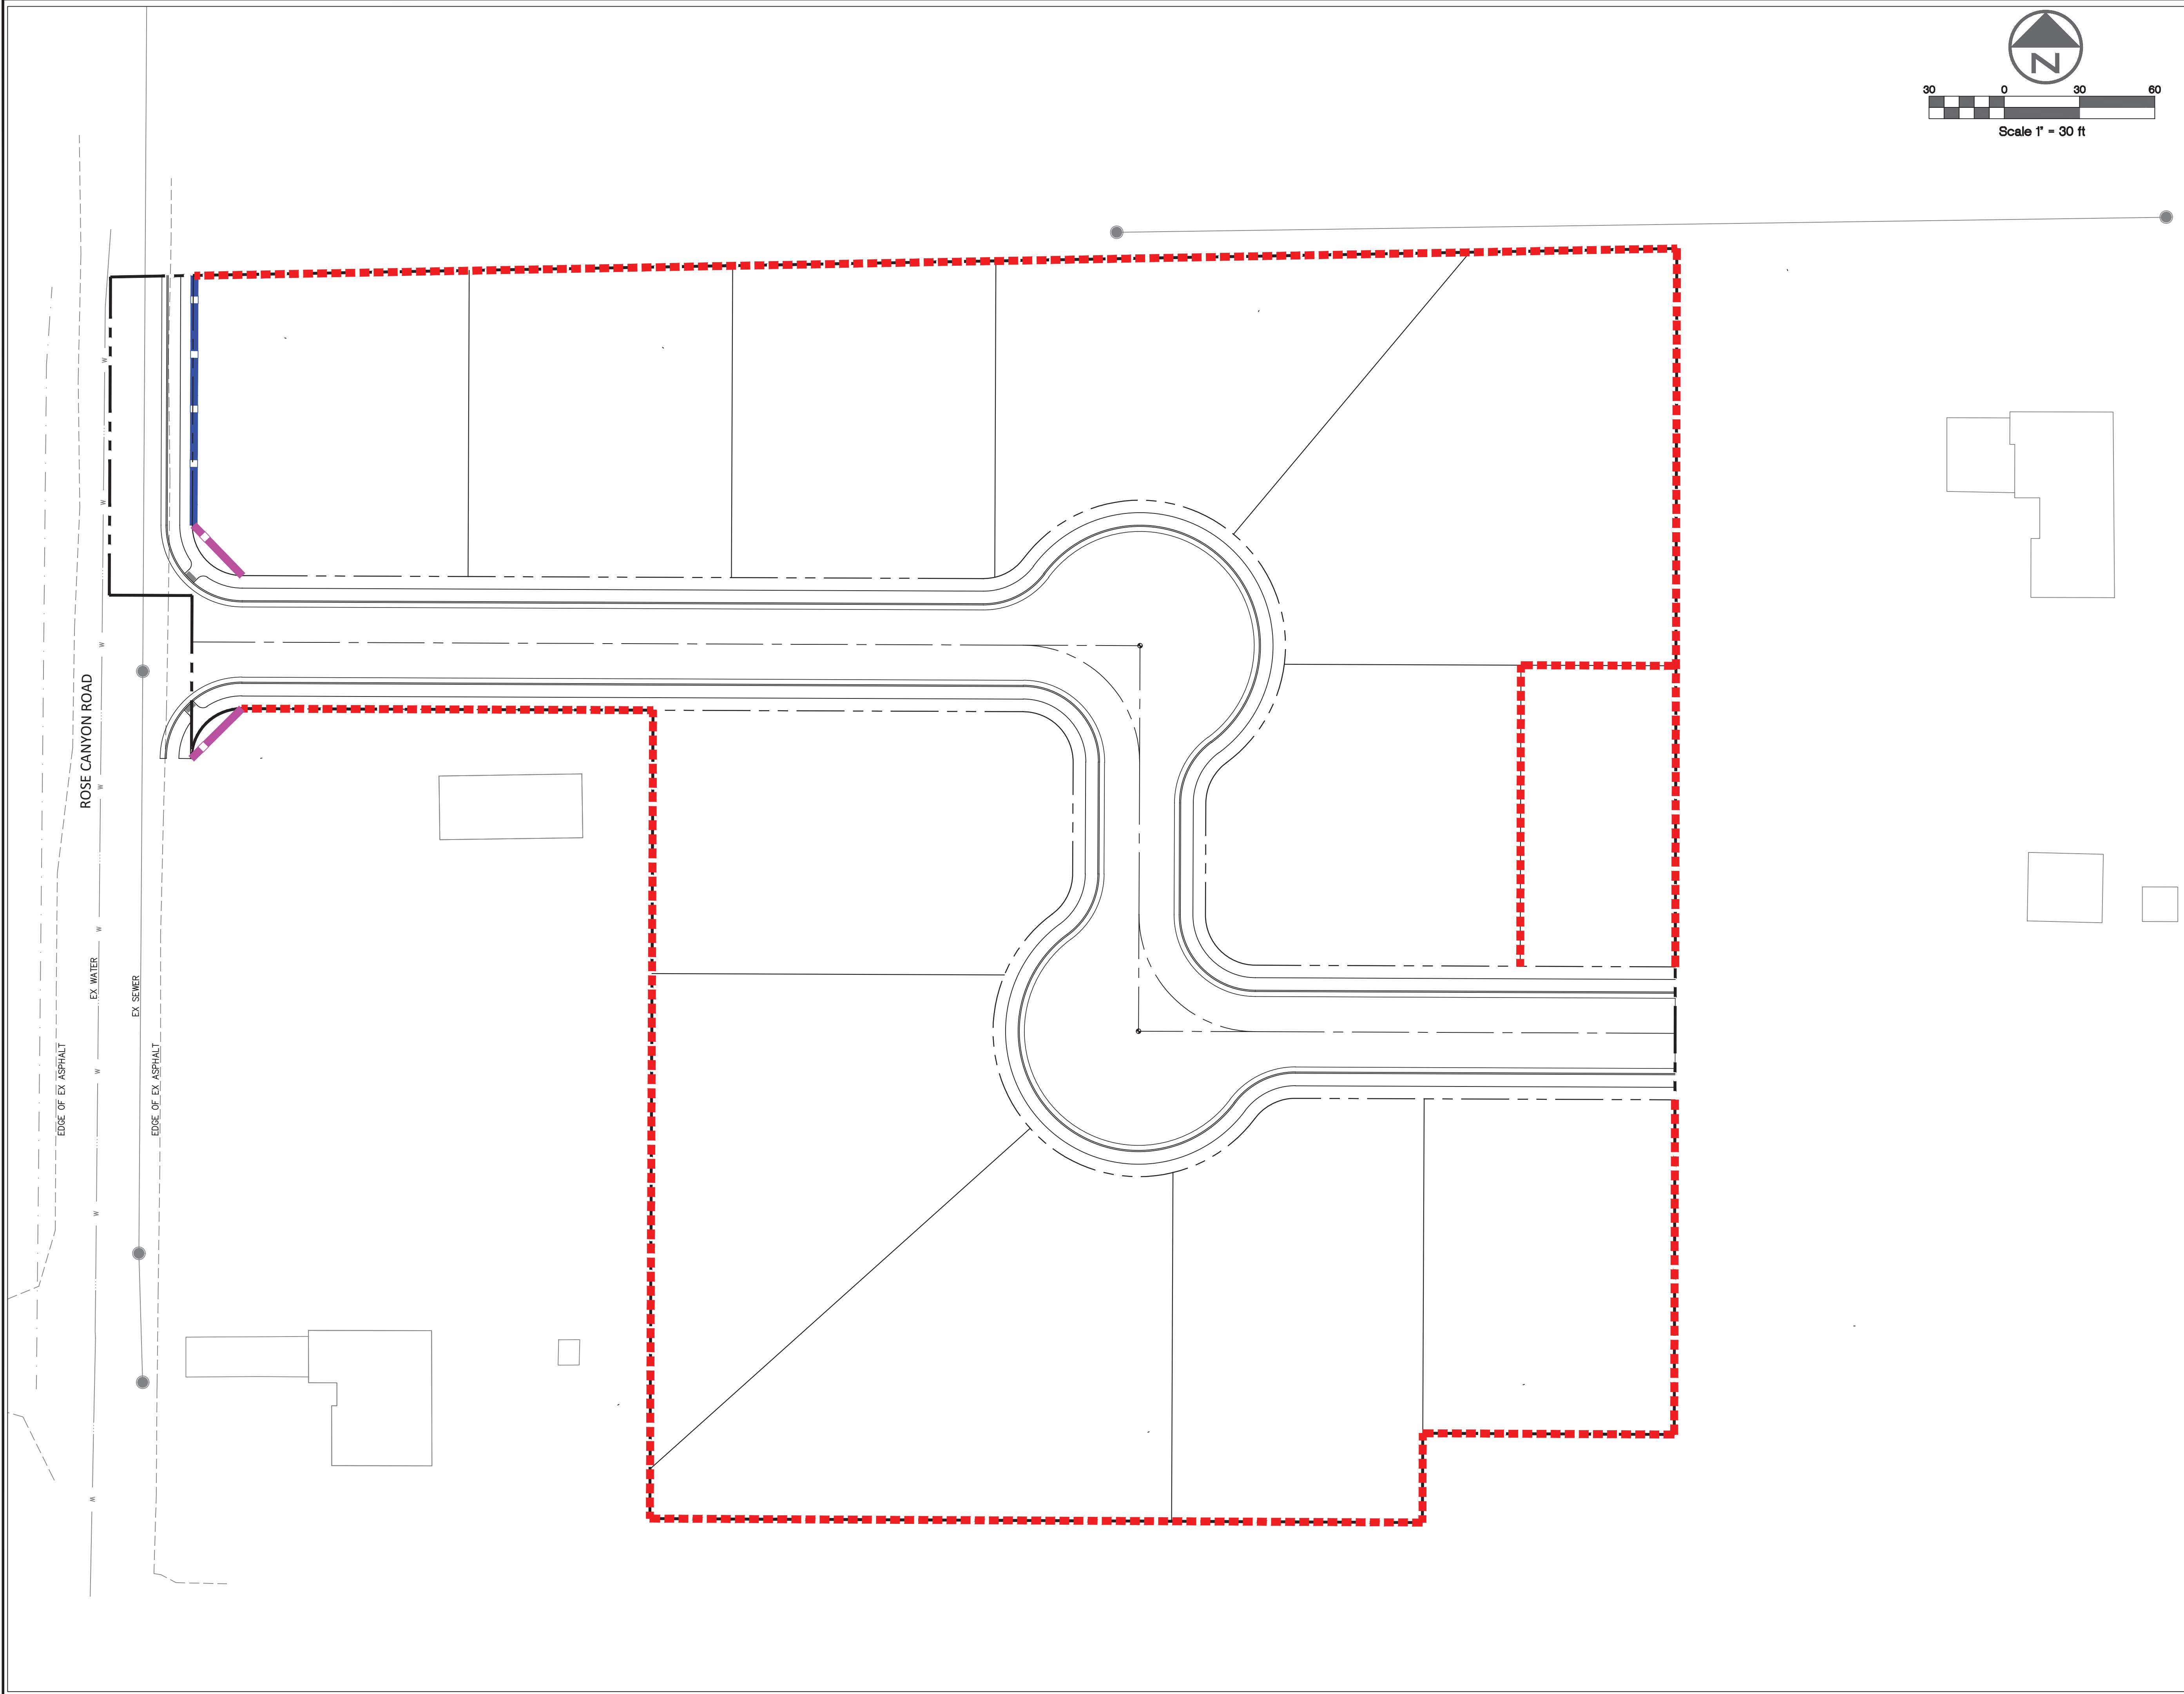 N
30 0 30 60
Scale 1" = 30 ft
W
W
W
ROSE CANYON ROAD
W
W
EX WATER
EX SEWER
EDGE OF EX ASPHALT
EDGE OF EX ASPHALT
W
W
W